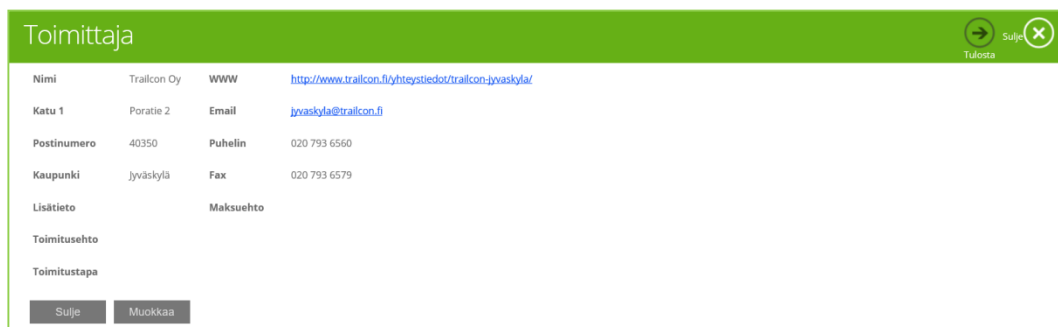 Toimittaja
Tulosta
Sulje
Nimi Trailcon Oy WWW http://www.trailcon.fi/yhteystiedot/trailcon-jyvaskyla/
Katu 1 Poratie 2 Email jyvaskyla@trailcon.fi
Postinumero 40350 Puhelin 020 793 6560
Kaupunki Jyväskylä Fax 020 793 6579
Lisätieto Maksuehto
Toimitusehto
Toimitustapa
Sulje Muokkaa